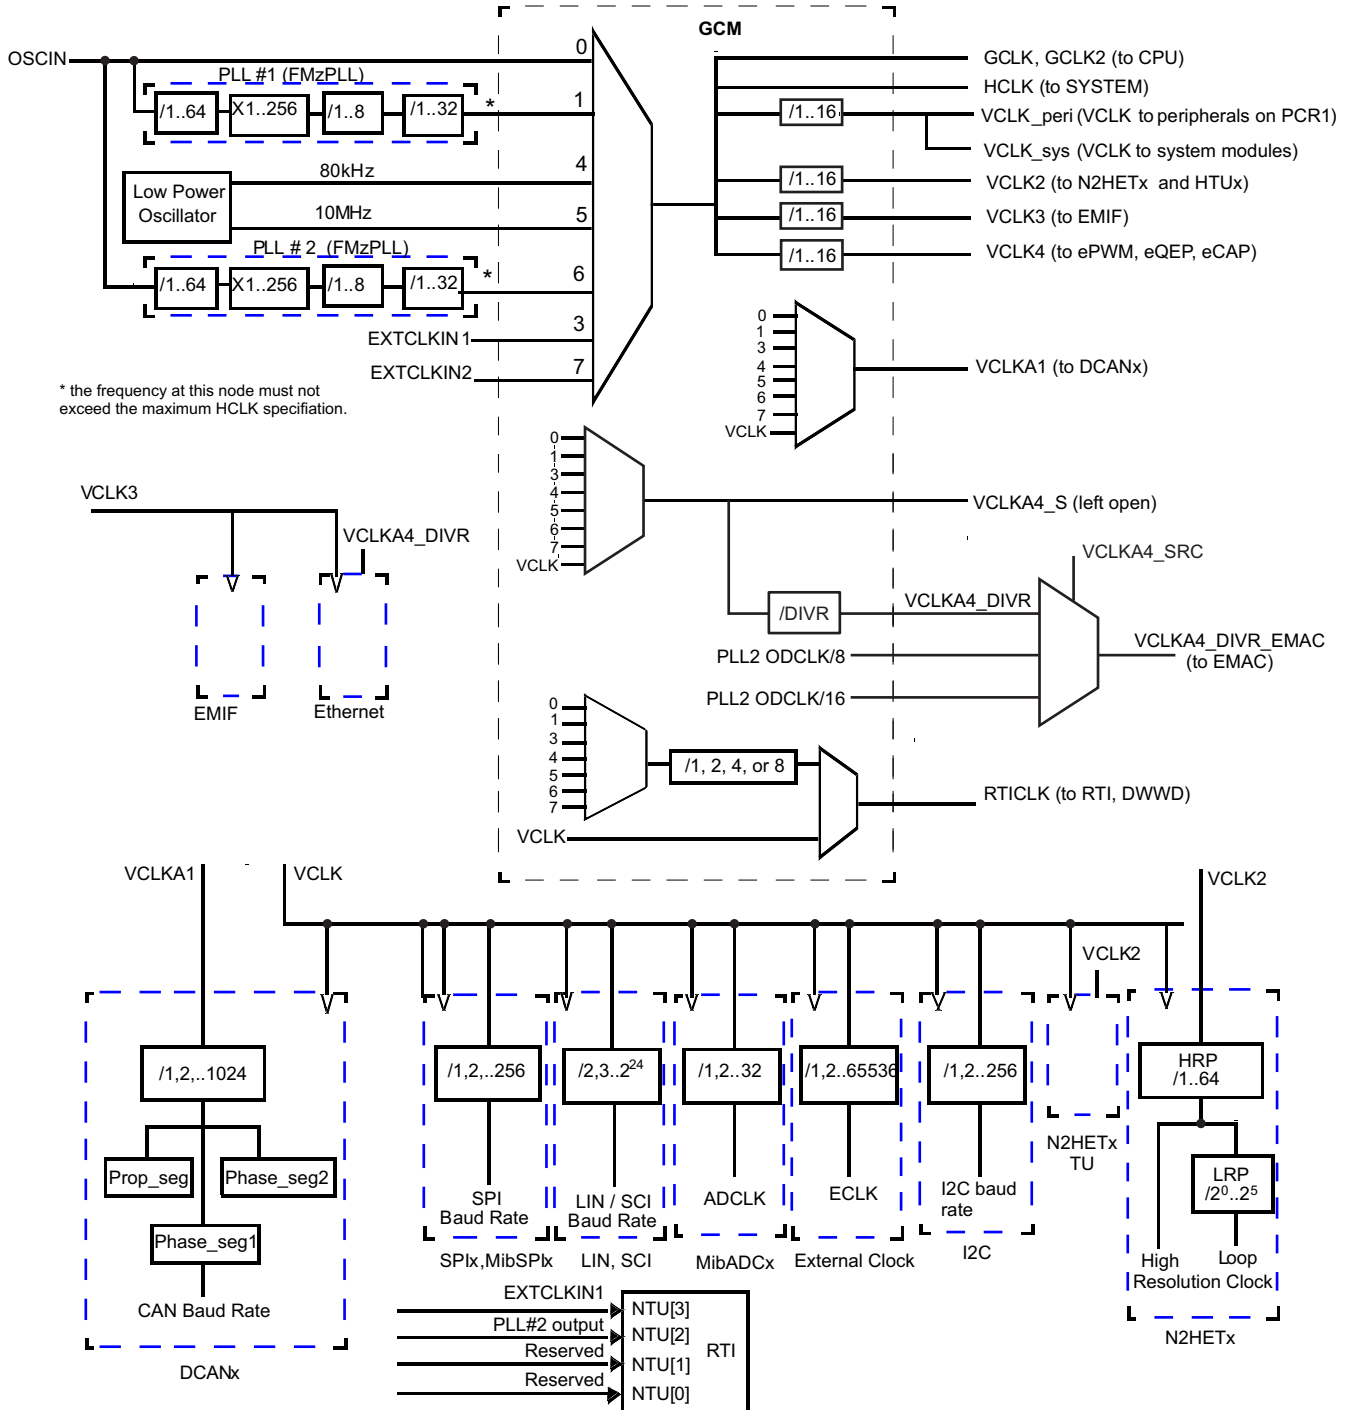 GCM
OSCIN
0
GCLK, GCLK2 (to CPU)
PLL #1 (FMzPLL)
HCLK (to SYSTEM)
/1..64
X1..256
/1..8
/1..32
*
1
/1..16
VCLK_peri (VCLK to peripherals on PCR1)
VCLK_sys (VCLK to system modules)
80kHz
4
/1..16
VCLK2 (to N2HETx and HTUx)
Low Power
Oscillator
10MHz
5
/1..16
VCLK3 (to EMIF)
PLL # 2 (FMzPLL)
/1..16
VCLK4 (to ePWM, eQEP, eCAP)
/1..64
X1..256
/1..8
/1..32
*
6
EXTCLKIN1
3
EXTCLKIN2
7
0
1
3
4
5
6
7
VCLK
VCLKA1 (to DCANx)
* the frequency at this node must not
exceed the maximum HCLK specifiation.
0
1
3
4
5
6
7
VCLK
VCLKA4_S (left open)
VCLK3
VCLKA4_DIVR
EMIF
Ethernet
VCLKA4_SRC
/DIVR
VCLKA4_DIVR
PLL2 ODCLK/8
VCLKA4_DIVR_EMAC
(to EMAC)
PLL2 ODCLK/16
0
1
3
4
5
6
7
/1, 2, 4, or 8
RTICLK (to RTI, DWWD)
VCLK
VCLKA1
VCLK
VCLK2
VCLK2
/1,2,..1024
/1,2,..256
/2,3..2²⁴
/1,2..32
/1,2..65536
/1,2..256
HRP
/1..64
N2HETx
TU
Prop_seg
Phase_seg2
LRP
/2⁰..2⁵
SPI
Baud Rate
LIN / SCI
Baud Rate
ADCLK
ECLK
I2C baud
rate
Phase_seg1
High
Loop
Resolution Clock
SPIx,MibSPIx
LIN, SCI
MibADCx
External Clock
I2C
CAN Baud Rate
N2HETx
DCANx
EXTCLKIN1
NTU[3]
PLL#2 output
NTU[2]
RTI
Reserved
NTU[1]
Reserved
NTU[0]